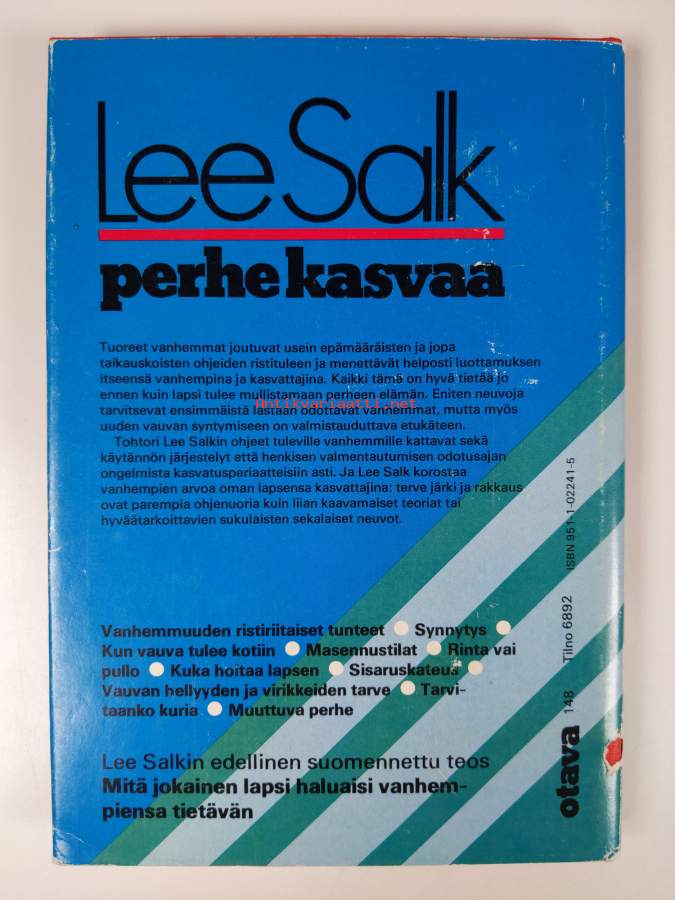 Lee Salk
perhe kasvaa
Tuoreet vanhemmat joutuvat usein epämääräisten ja jopa
taikauskoisten ohjeiden ristituleen ja menettävät helposti luottamuksen
itseensä vanhempina ja kasvattajina. Kaikki tämä on hyvä tietää jo
ennen kuin lapsi tulee mullistamaan perheen elämän. Eniten neuvoja
Antikvariaatti.net
tarvitsevat ensimmäistä lastaan odottavat vanhemmat, mutta myös
uuden vauvan syntymiseen on valmistauduttava etukäteen.
Tohtori Lee Salkin ohjeet tuleville vanhemmille kattavat sekä
käytännön järjestelyt että henkisen valmentautumisen odotusajan
ongelmista kasvatusperiaatteisiin asti. Ja Lee Salk korostaa
vanhempien arvoa oman lapsensa kasvattajina: terve järki ja rakkaus
ovat parempia ohjenuoria kuin liian kaavamaiset teoriat tai
hyväätarkoittavien sukulaisten sekalaiset neuvot.
Vanhemmuuden ristiriitaiset tunteet ● Synnytys ●
Kun vauva tulee kotiin ● Masennustilat ● Rinta vai
pullo ● Kuka hoitaa lapsen ● Sisaruskateus ●
Vauvan hellyyden ja virikkeiden tarve ● Tarvi-
taanko kuria ● Muuttuva perhe
Lee Salkin edellinen suomennettu teos
Mitä jokainen lapsi haluaisi vanhem-
piensa tietävän
otava 148 Tilno 6892 ISBN 951-1-02241-5